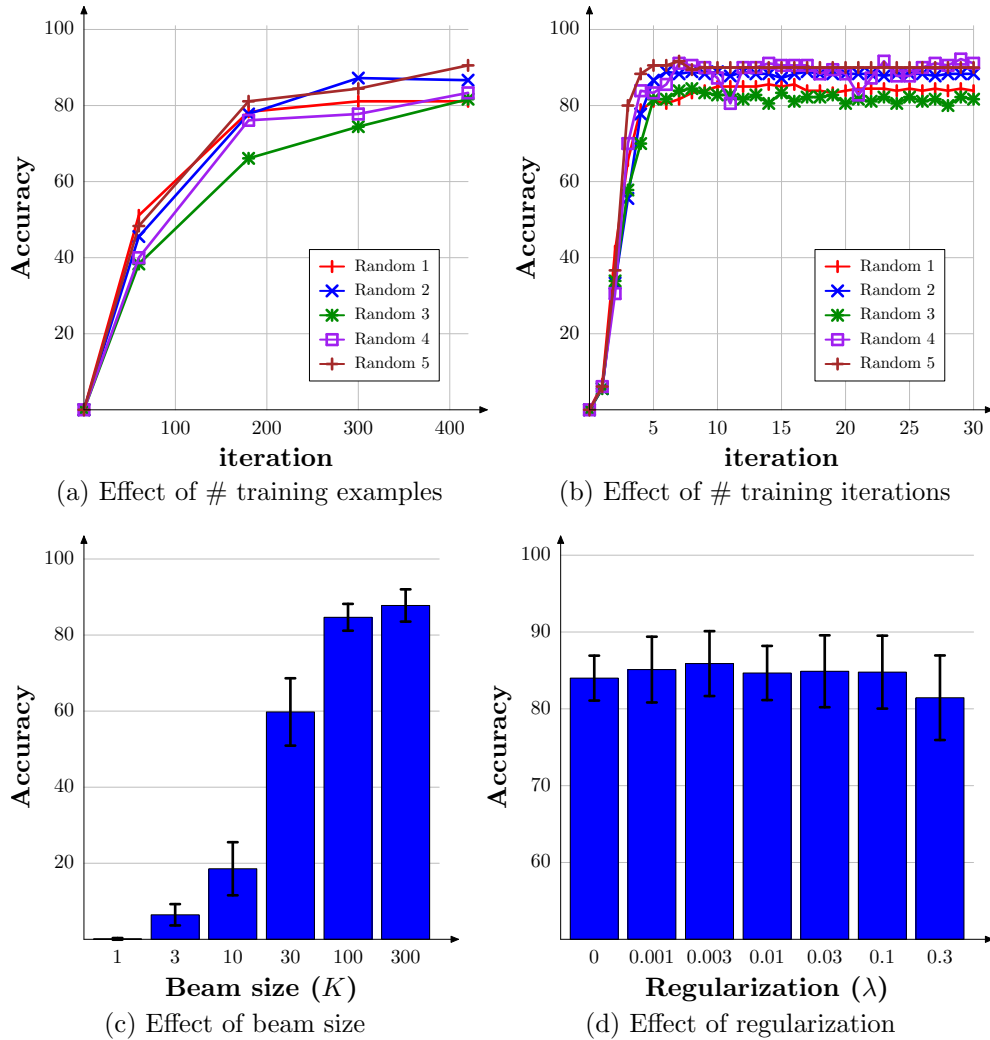 100
80
60
40
20
Accuracy
Random 1
Random 2
Random 3
Random 4
Random 5
100 200 300 400
iteration
(a) Effect of # training examples
100
80
60
40
20
Accuracy
Random 1
Random 2
Random 3
Random 4
Random 5
5 10 15 20 25 30
iteration
(b) Effect of # training iterations
100
80
60
40
20
Accuracy
1 3 10 30 100 300
Beam size (K)
(c) Effect of beam size
100
90
80
70
60
Accuracy
0 0.001 0.003 0.01 0.03 0.1 0.3
Regularization (λ)
(d) Effect of regularization